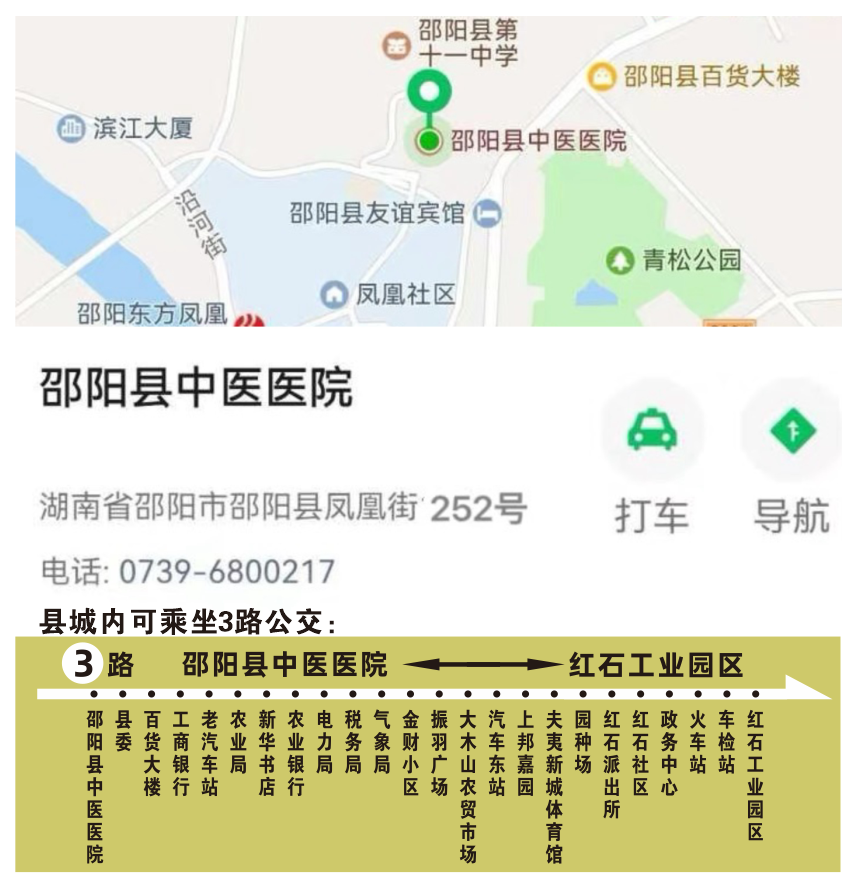 邵阳县第
十一中学
邵阳县百货大楼
滨江大厦
邵阳县中医医院
沿河街
邵阳县友谊宾馆
青松公园
凤凰社区
邵阳东方凤凰
邵阳县中医医院
湖南省邵阳市邵阳县凤凰街 252号
打车
导航
电话: 0739-6800217
县城内可乘坐3路公交：
3 路 邵阳县中医医院 红石工业园区
邵阳县中医医院
县委
百货大楼
工商银行
老汽车站
农业局
新华书店
农业银行
电力局
税务局
气象局
金财小区
振羽广场
大木山农贸市场
汽车东站
上邦嘉园
夫夷新城体育馆
园种场
红石派出所
红石社区
政务中心
火车站
车检站
红石工业园区